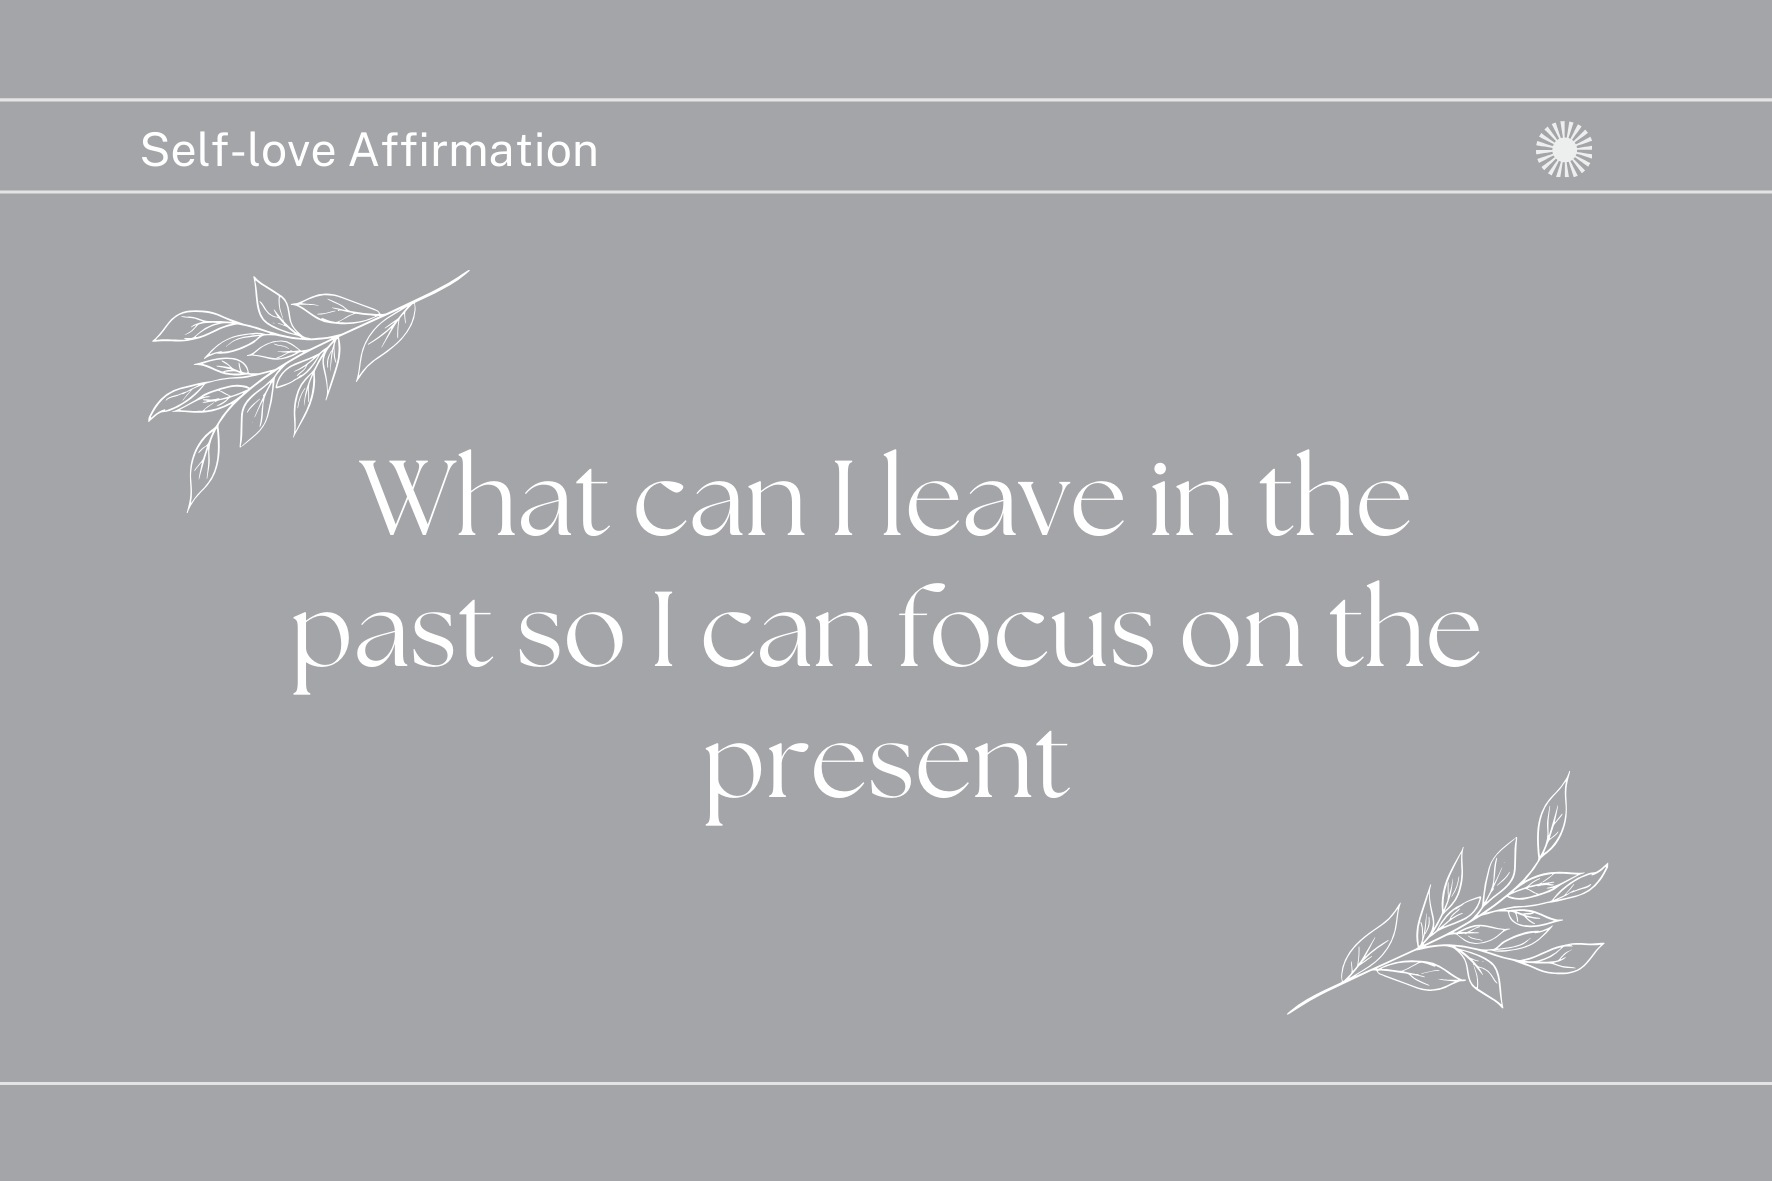 Self-love Affirmation
What can I leave in the
past so I can focus on the
present